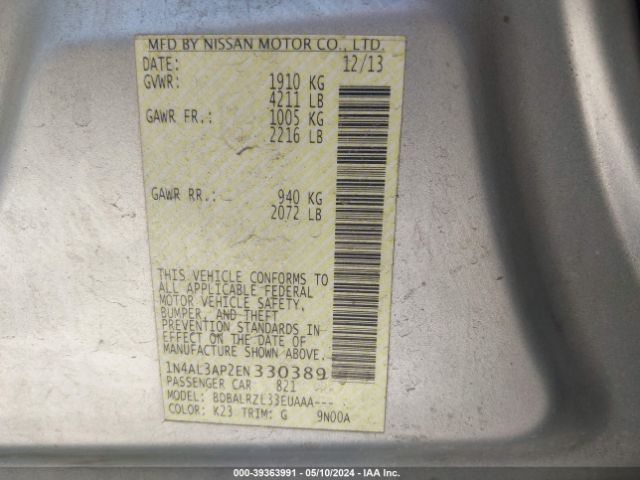 MFD BY NISSAN MOTOR CO., LTD.
DATE: 12/13
GVWR: 1910 KG
4211 LB
GAWR FR.: 1005 KG
2216 LB
GAWR RR.: 940 KG
2072 LB
THIS VEHICLE CONFORMS TO
ALL APPLICABLE FEDERAL
MOTOR VEHICLE SAFETY,
BUMPER, AND THEFT
PREVENTION STANDARDS IN
EFFECT ON THE DATE OF
MANUFACTURE SHOWN ABOVE.
1N4AL3AP2EN330389
PASSENGER CAR 821
MODEL: BDBALRZL33EUAAA---
COLOR: K23 TRIM: G 9N00A
000-39363991 — 05/10/2024 — IAA Inc.